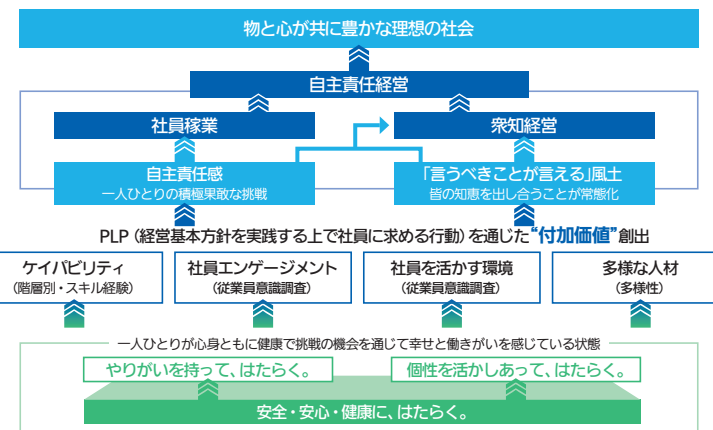 物と心が共に豊かな理想の社会
自主責任経営
社員稼業
衆知経営
自主責任感
一人ひとりの積極果敢な挑戦
「言うべきことが言える」風土
皆の知恵を出し合うことが常態化
PLP（経営基本方針を実践する上で社員に求める行動）を通じた“付加価値”創出
ケイパビリティ
（階層別・スキル経験）
社員エンゲージメント
（従業員意識調査）
社員を活かす環境
（従業員意識調査）
多様な人材
（多様性）
一人ひとりが心身ともに健康で挑戦の機会を通じて幸せと働きがいを感じている状態
やりがいを持って、はたらく。
個性を活かしあって、はたらく。
安全・安心・健康に、はたらく。